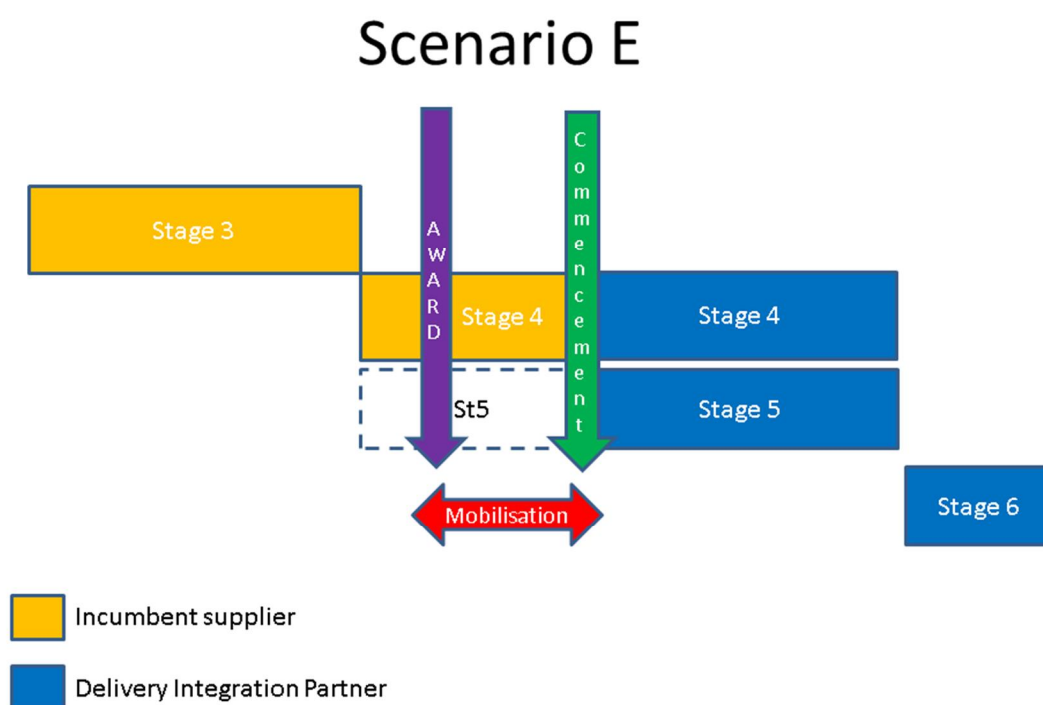 Scenario E
AWARD
Commencement
Stage 3
Stage 4
Stage 4
St5
Stage 5
Mobilisation
Stage 6
Incumbent supplier
Delivery Integration Partner